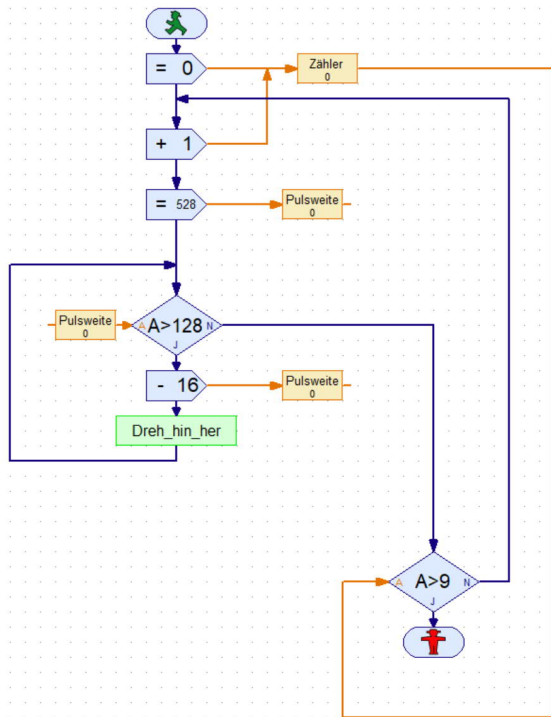 = 0
Zähler
0
+ 1
= 528
Pulsweite
0
Pulsweite
0
A
A>128
N
J
- 16
Pulsweite
0
Dreh_hin_her
A
A>9
N
J